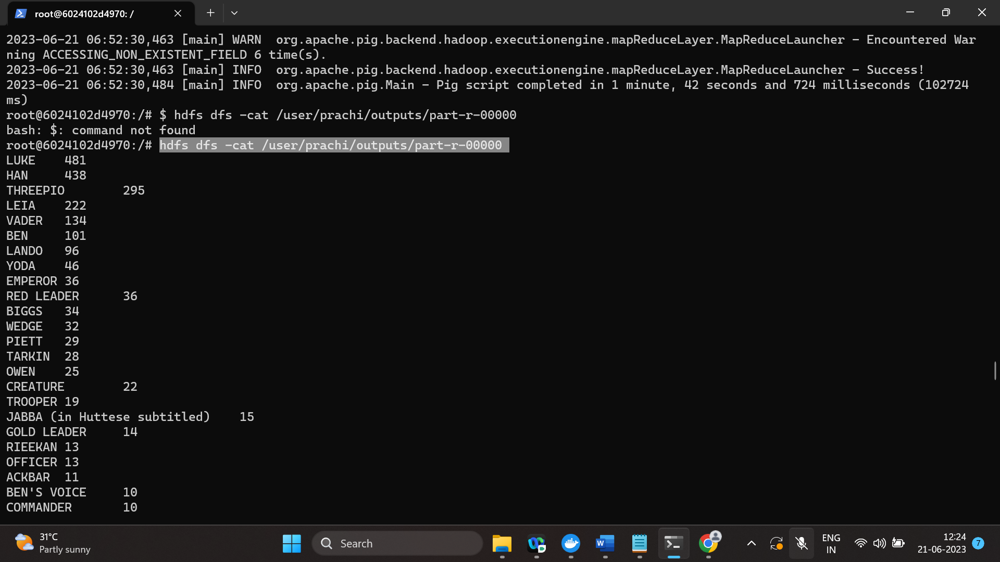 root@6024102d4970: /
2023-06-21 06:52:30,463 [main] WARN  org.apache.pig.backend.hadoop.executionengine.mapReduceLayer.MapReduceLauncher - Encountered War
ning ACCESSING_NON_EXISTENT_FIELD 6 time(s).
2023-06-21 06:52:30,463 [main] INFO  org.apache.pig.backend.hadoop.executionengine.mapReduceLayer.MapReduceLauncher - Success!
2023-06-21 06:52:30,484 [main] INFO  org.apache.pig.Main - Pig script completed in 1 minute, 42 seconds and 724 milliseconds (102724
ms)
root@6024102d4970:/# $ hdfs dfs -cat /user/prachi/outputs/part-r-00000
bash: $: command not found
root@6024102d4970:/# hdfs dfs -cat /user/prachi/outputs/part-r-00000
LUKE    481
HAN     438
THREEPIO        295
LEIA    222
VADER   134
BEN     101
LANDO   96
YODA    46
EMPEROR 36
RED LEADER      36
BIGGS   34
WEDGE   32
PIETT   29
TARKIN  28
OWEN    25
CREATURE        22
TROOPER 19
JABBA (in Huttese subtitled)    15
GOLD LEADER     14
RIEEKAN 13
OFFICER 13
ACKBAR  11
BEN'S VOICE     10
COMMANDER       10
31°C
Partly sunny
Search
W
ENG
IN
12:24
21-06-2023
7